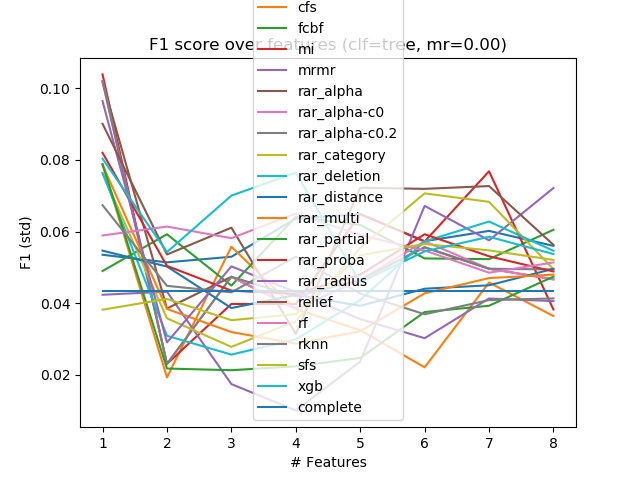 cfs
F1 score over features (clf=tree, mr=0.00)
fcbf
mi
mrmr
rar_alpha
rar_alpha-c0
rar_alpha-c0.2
rar_category
rar_deletion
rar_distance
rar_multi
rar_partial
rar_proba
rar_radius
relief
rf
rknn
sfs
xgb
complete
0.10
0.08
0.06
0.04
0.02
F1 (std)
1 2 3 4 5 6 7 8
# Features